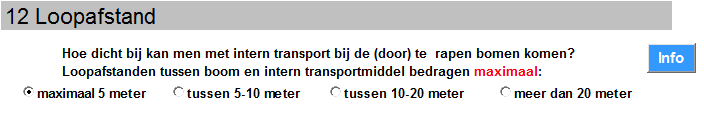 12 Loopafstand
Hoe dicht bij kan men met intern transport bij de (door) te rapen bomen komen?
Info
Loopafstanden tussen boom en intern transportmiddel bedragen maximaal:
maximaal 5 meter tussen 5-10 meter tussen 10-20 meter meer dan 20 meter